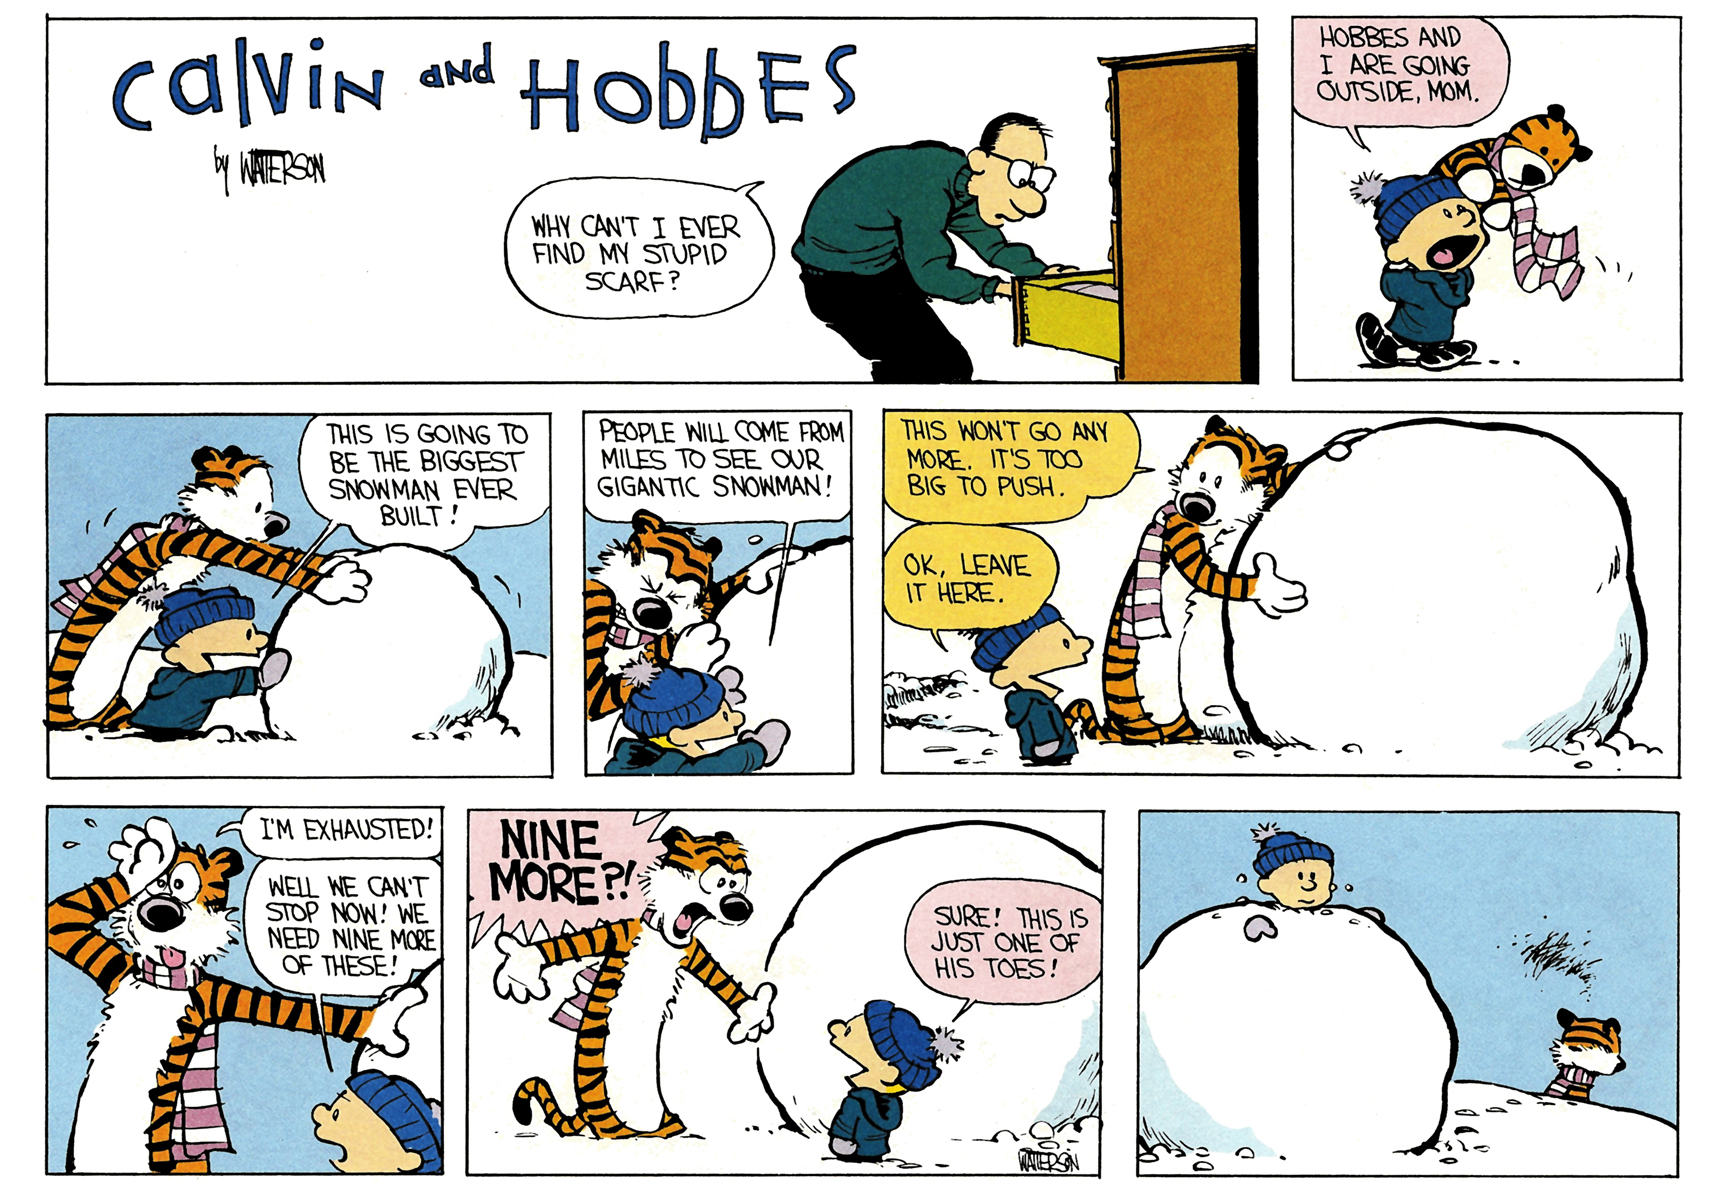 CALVIN AND HOBBES
by WATTERSON
WHY CAN'T I EVER
FIND MY STUPID
SCARF?
HOBBES AND
I ARE GOING
OUTSIDE, MOM.
THIS IS GOING TO
BE THE BIGGEST
SNOWMAN EVER
BUILT!
PEOPLE WILL COME FROM
MILES TO SEE OUR
GIGANTIC SNOWMAN!
THIS WON'T GO ANY
MORE. IT'S TOO
BIG TO PUSH.
OK, LEAVE
IT HERE.
I'M EXHAUSTED!
WELL WE CAN'T
STOP NOW! WE
NEED NINE MORE
OF THESE!
NINE
MORE?!
SURE! THIS IS
JUST ONE OF
HIS TOES!
WATTERSON